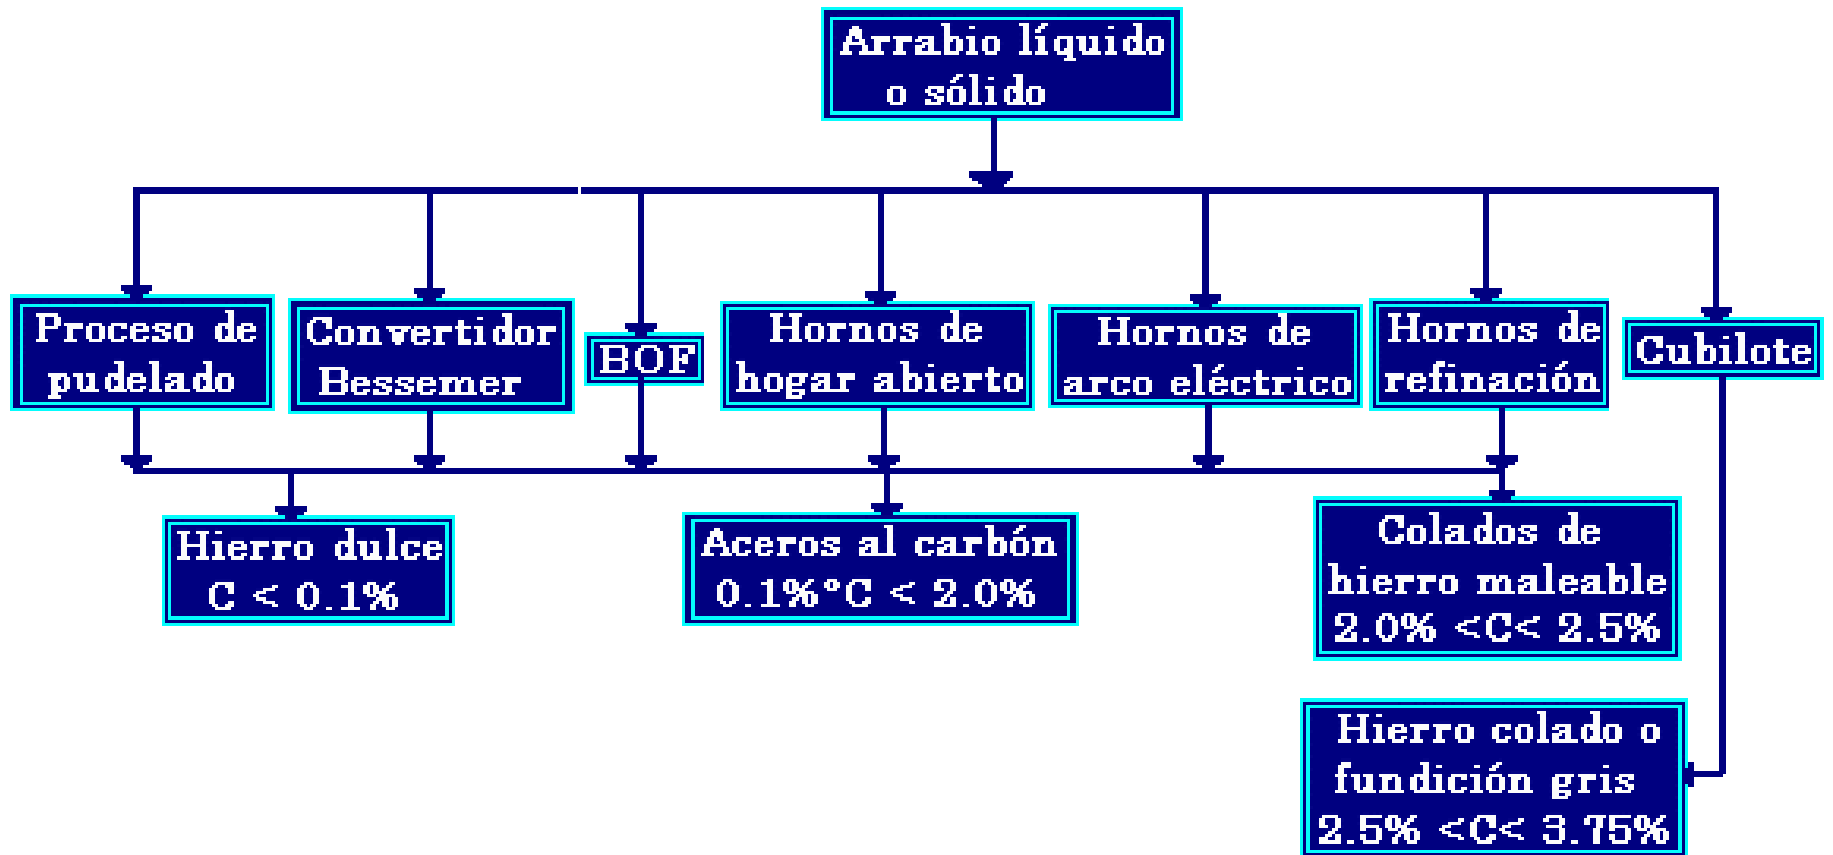 Arrabio líquido
o sólido
Proceso de
pudelado
Convertidor
Bessemer
BOF
Hornos de
hogar abierto
Hornos de
arco eléctrico
Hornos de
refinación
Cubilote
Hierro dulce
C < 0.1%
Aceros al carbón
0.1%°C < 2.0%
Colados de
hierro maleable
2.0% <C< 2.5%
Hierro colado o
fundición gris
2.5% <C< 3.75%